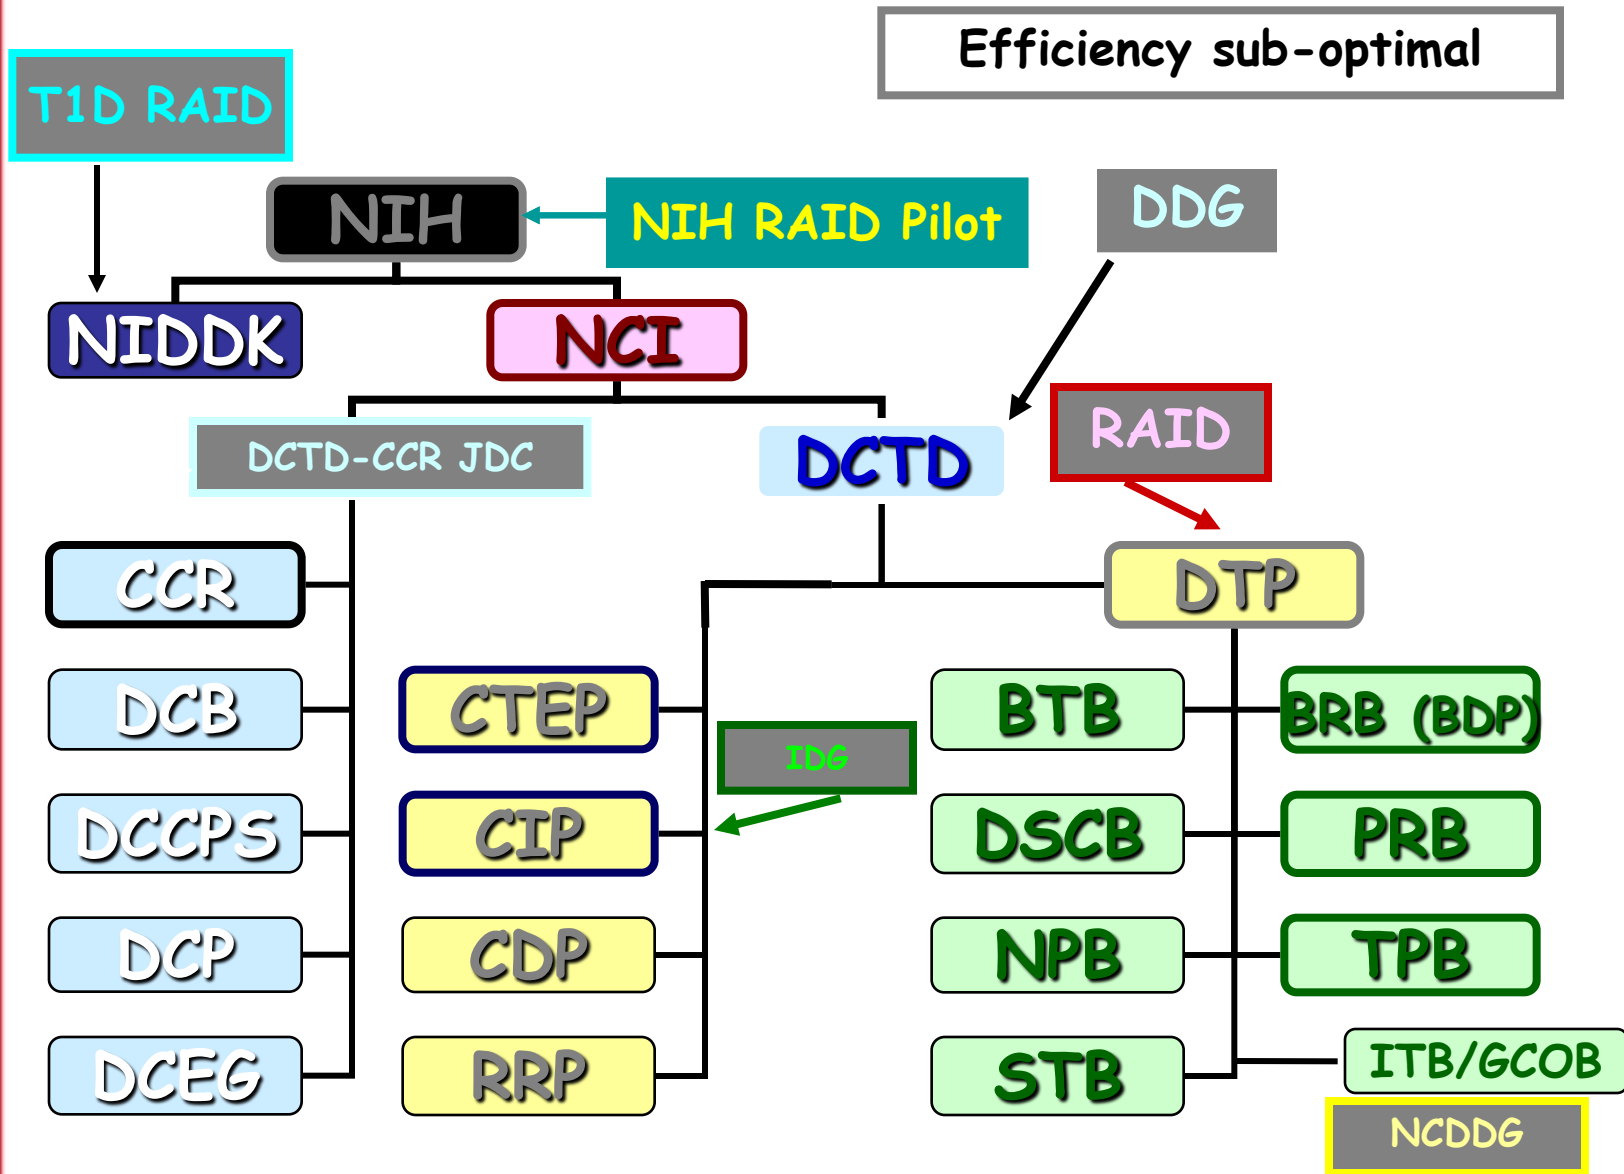 Efficiency sub-optimal
T1D RAID
NIH
NIH RAID Pilot
DDG
NIDDK
NCI
DCTD-CCR JDC
DCTD
RAID
CCR
DTP
DCB
CTEP
BTB
BRB (BDP)
IDG
DCCPS
CIP
DSCB
PRB
DCP
CDP
NPB
TPB
DCEG
RRP
STB
ITB/GCOB
NCDDG